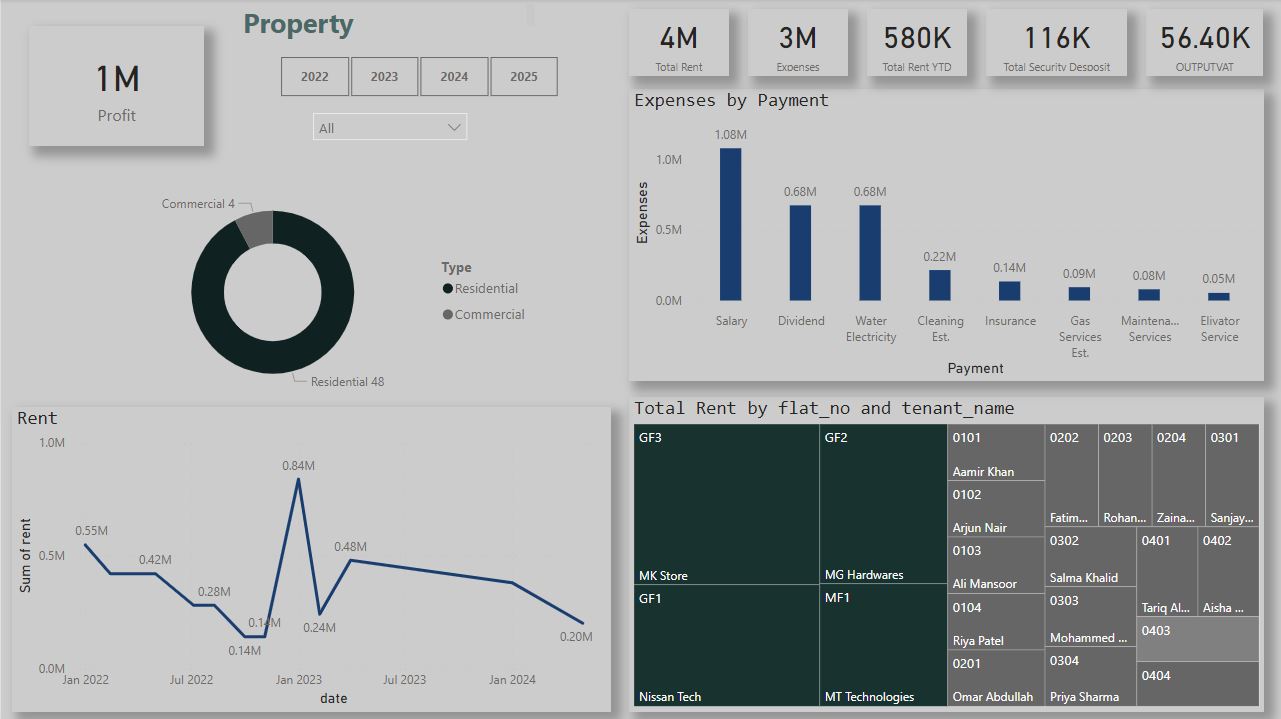 Property
1M
Profit
2022
2023
2024
2025
All
4M
Total Rent
3M
Expenses
580K
Total Rent YTD
116K
Total Security Desposit
56.40K
OUTPUTVAT
Commercial 4
Residential 48
Type
Residential
Commercial
Expenses by Payment
Expenses
1.0M
0.5M
0.0M
1.08M
0.68M
0.68M
0.22M
0.14M
0.09M
0.08M
0.05M
Salary
Dividend
Water
Electricity
Cleaning
Est.
Insurance
Gas
Services
Est.
Maintena...
Services
Elivator
Service
Payment
Rent
Sum of rent
1.0M
0.5M
0.0M
0.55M
0.42M
0.28M
0.14M
0.14M
0.84M
0.24M
0.48M
0.20M
Jan 2022
Jul 2022
Jan 2023
Jul 2023
Jan 2024
date
Total Rent by flat_no and tenant_name
GF3
MK Store
GF1
Nissan Tech
GF2
MG Hardwares
MF1
MT Technologies
0101
Aamir Khan
0102
Arjun Nair
0103
Ali Mansoor
0104
Riya Patel
0201
Omar Abdullah
0202
Fatim...
0203
Rohan...
0204
Zaina...
0301
Sanjay...
0302
Salma Khalid
0303
Mohammed ...
0304
Priya Sharma
0401
Tariq Al...
0402
Aisha ...
0403
0404